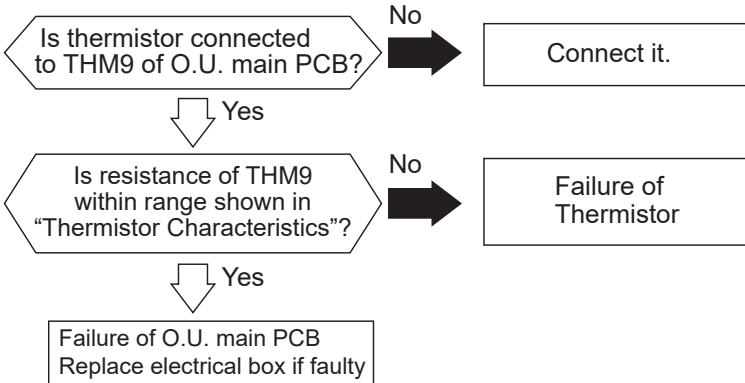 Is thermistor connected
to THM9 of O.U. main PCB?
No
Connect it.
Yes
Is resistance of THM9
within range shown in
“Thermistor Characteristics”?
No
Failure of
Thermistor
Yes
Failure of O.U. main PCB
Replace electrical box if faulty